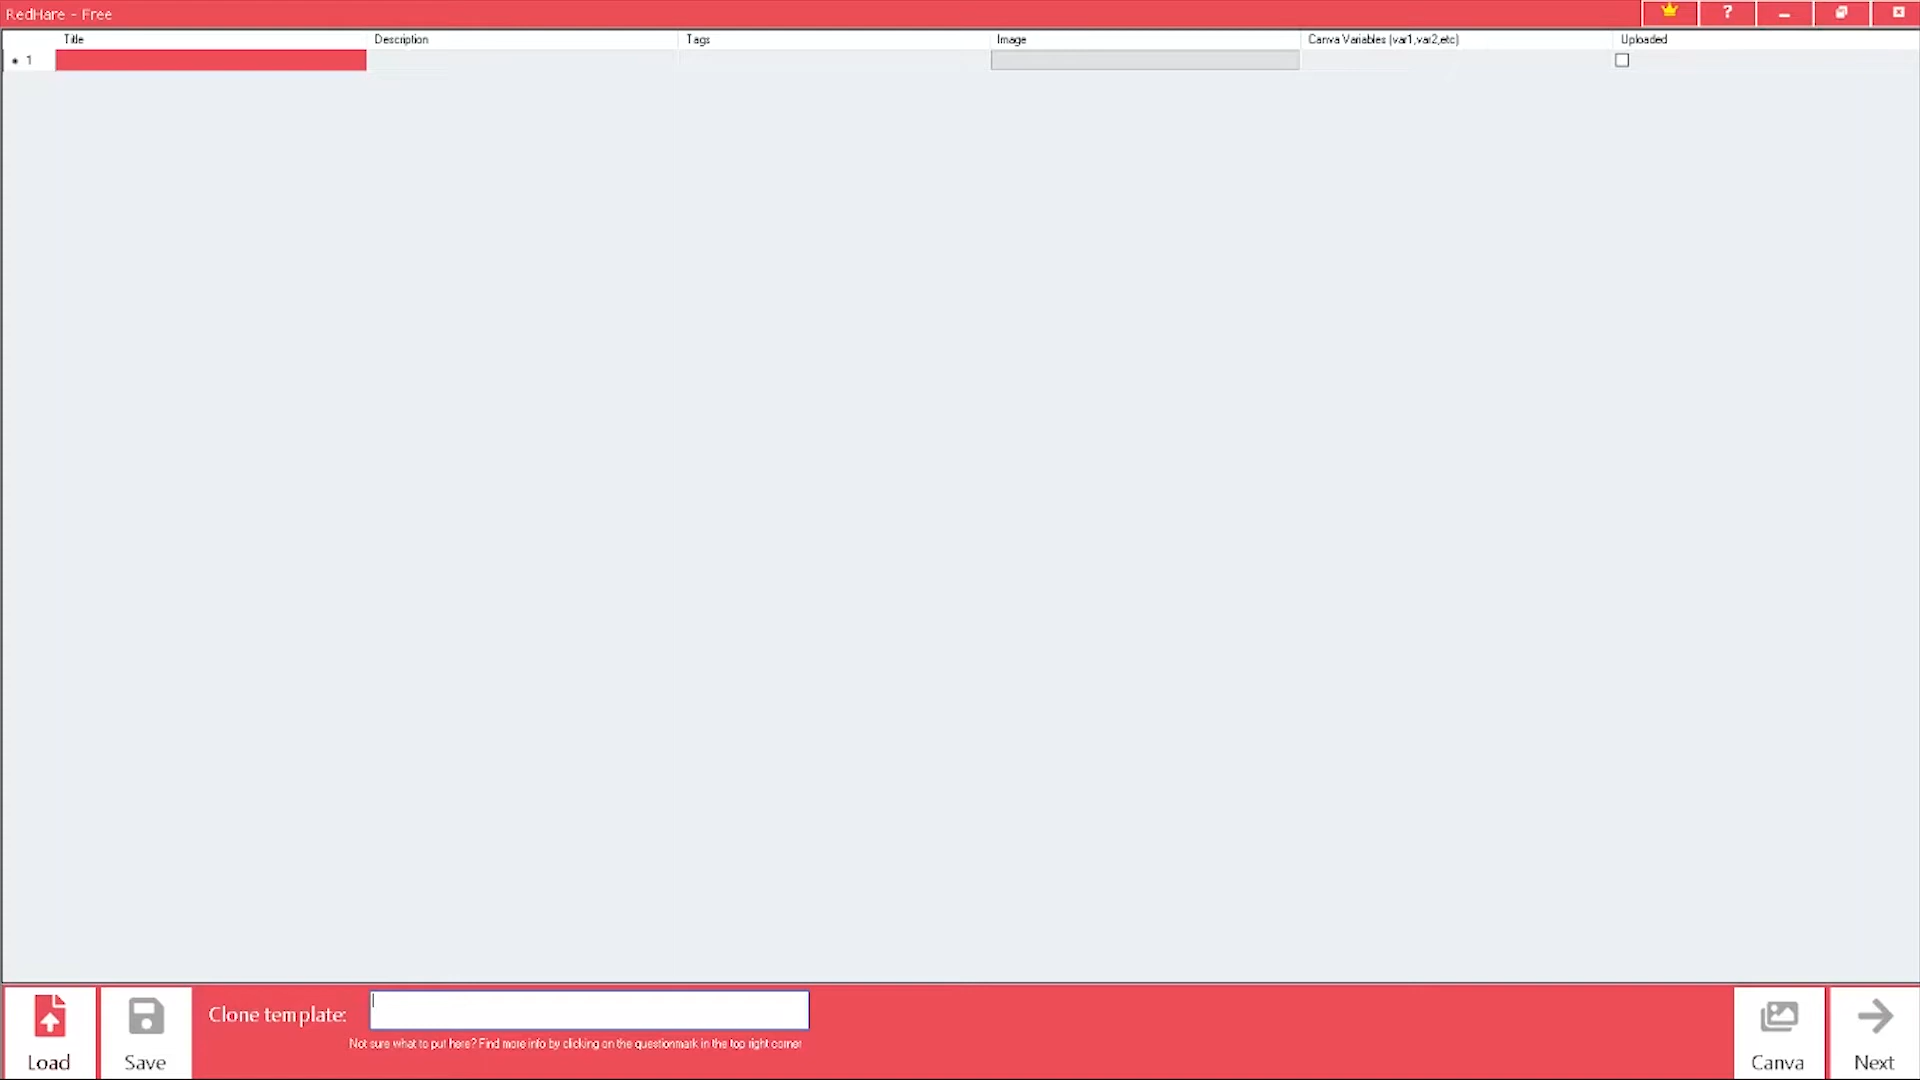 RedHare - Free
?
Title Description Tags Image Canva Variables (var1,var2,etc) Uploaded
1
Clone template:
Not sure what to put here? Find more info by clicking on the questionmark in the top right corner
Load Save Canva Next